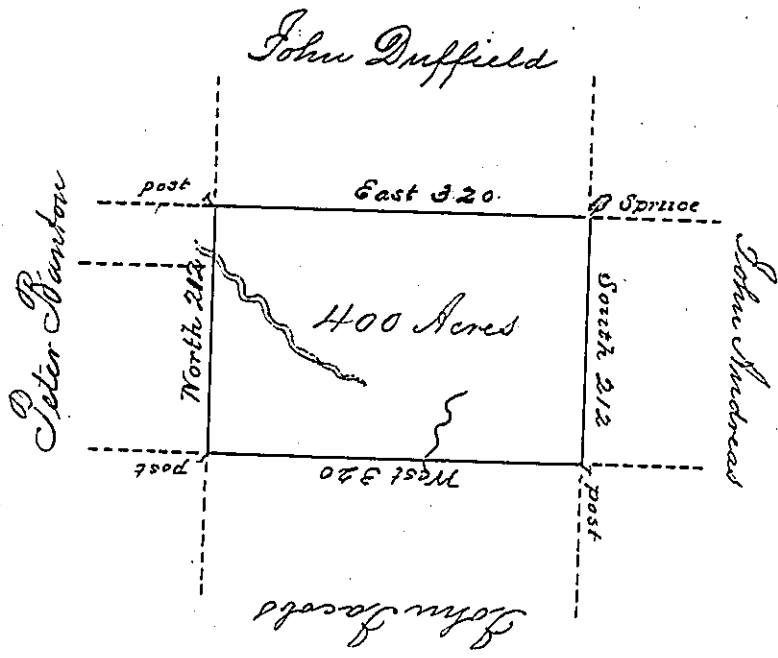 John Duffield
post
East 320.
Spruce
Peter Banton
North 212
400 Acres
South 212
John Andreas
post
West 320
post
John Jacobs